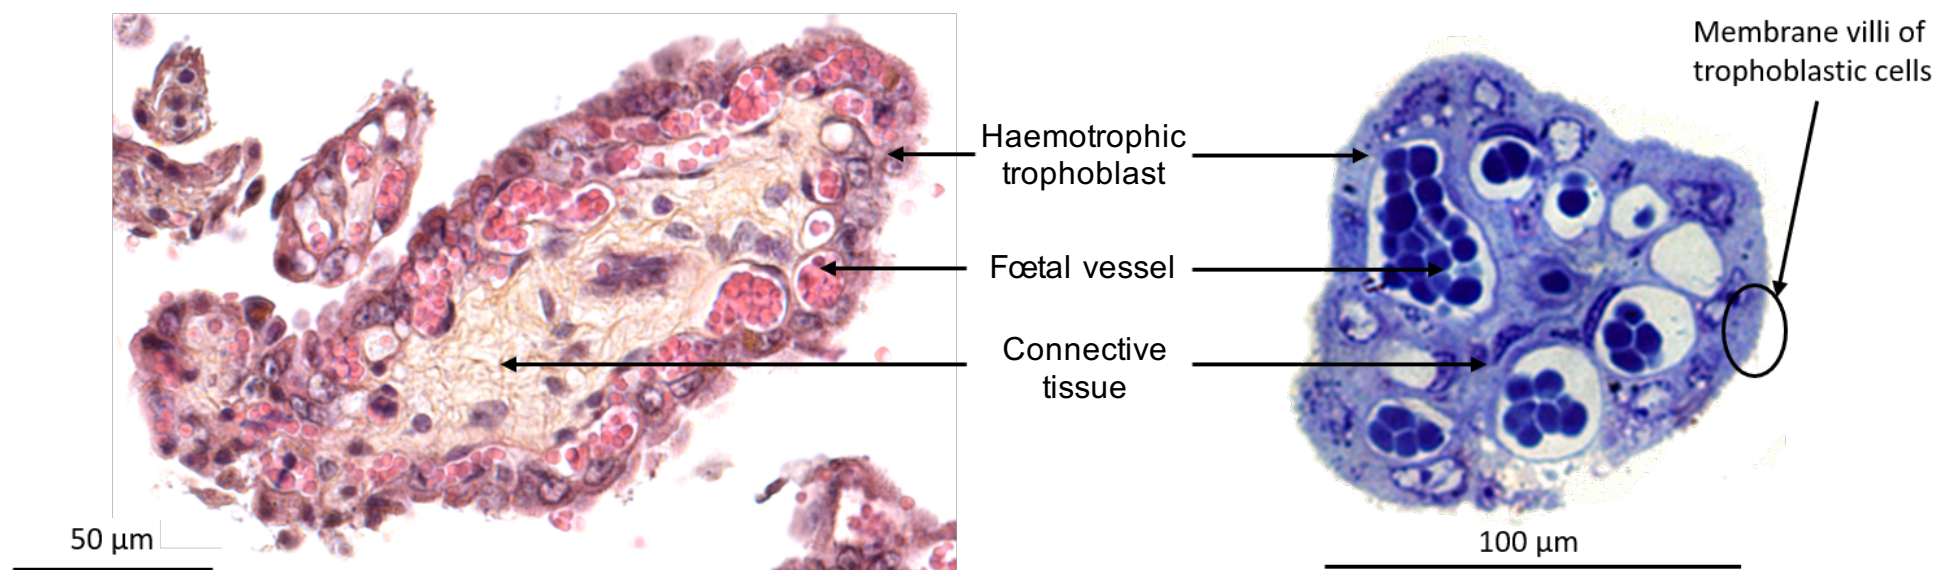 Membrane villi of
trophoblastic cells
Haemotrophic
trophoblast
Fœtal vessel
Connective
tissue
50 µm
100 µm